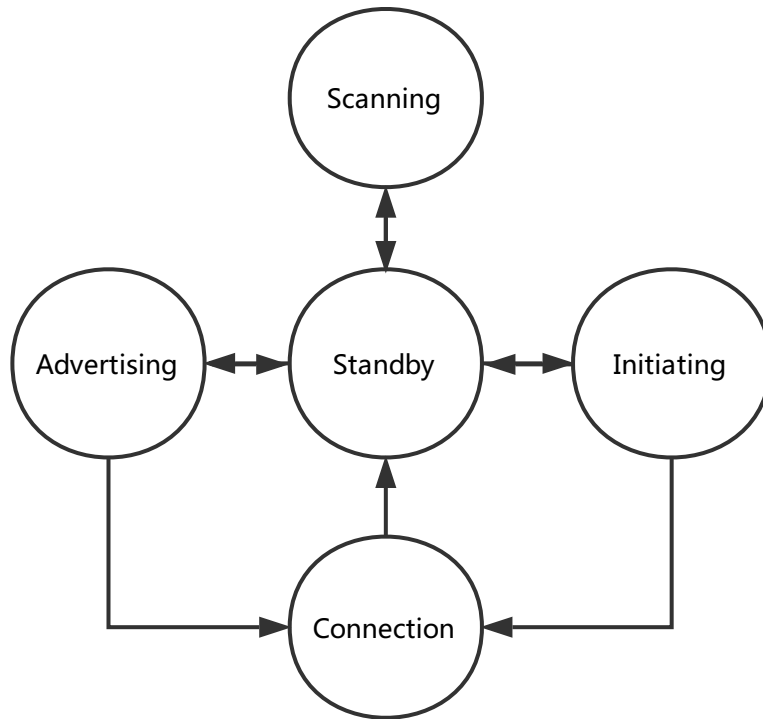 Scanning
Advertising
Standby
Initiating
Connection